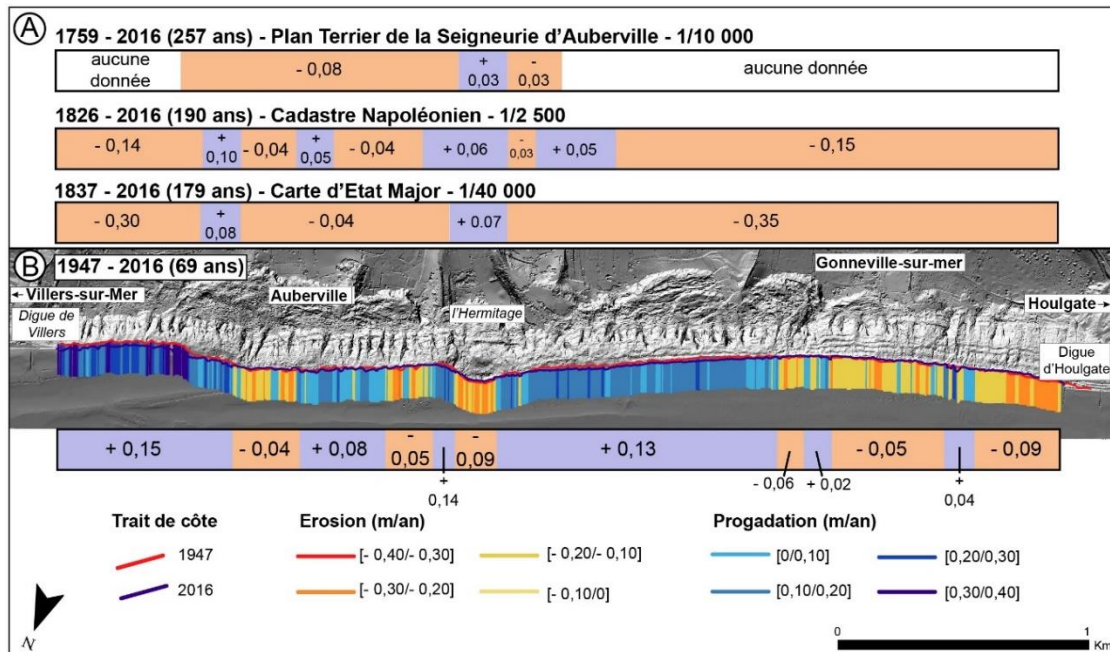 A
1759 - 2016 (257 ans) - Plan Terrier de la Seigneurie d'Auberville - 1/10 000
aucune
donnée
- 0,08
+
0,03
-
0,03
aucune donnée
1826 - 2016 (190 ans) - Cadastre Napoléonien - 1/2 500
- 0,14
+
0,10
- 0,04
+
0,05
- 0,04
+ 0,06
-
0,03
+ 0,05
- 0,15
1837 - 2016 (179 ans) - Carte d'Etat Major - 1/40 000
- 0,30
+
0,08
- 0,04
+ 0.07
- 0,35
B
1947 - 2016 (69 ans)
Villers-sur-Mer
Digue de
Villers
Auberville
l'Hermitage
Gonneville-sur-mer
Houlgate
Digue
d'Houlgate
+ 0,15
- 0,04
+ 0,08
-
0,05
+
0,14
-
0,09
+ 0,13
- 0,06
+ 0,02
- 0,05
+
0,04
- 0,09
Trait de côte
1947
2016
Erosion (m/an)
[- 0,40/- 0,30]
[- 0,20/- 0,10]
[- 0,30/- 0,20]
[- 0,10/0]
Progadation (m/an)
[0/0,10]
[0,20/0,30]
[0,10/0,20]
[0,30/0,40]
N
0
1
Km